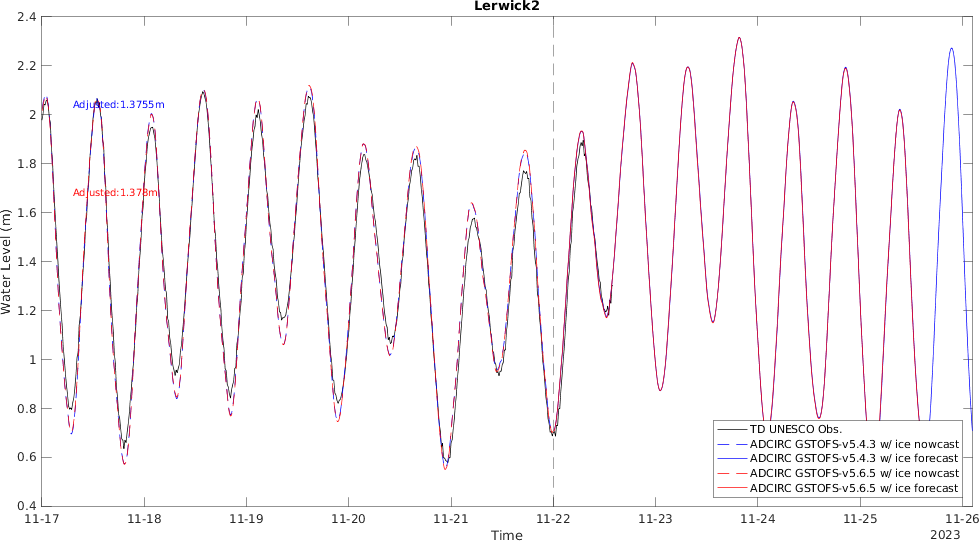 Lerwick2
2.4
2.2
2
1.8
1.6
1.4
1.2
1
0.8
0.6
0.4
Water Level (m)
Adjusted:1.3755m
Adjusted:1.378m
TD UNESCO Obs.
ADCIRC GSTOFS-v5.4.3 w/ ice nowcast
ADCIRC GSTOFS-v5.4.3 w/ ice forecast
ADCIRC GSTOFS-v5.6.5 w/ ice nowcast
ADCIRC GSTOFS-v5.6.5 w/ ice forecast
11-17 11-18 11-19 11-20 11-21 11-22 11-23 11-24 11-25 11-26
Time
2023